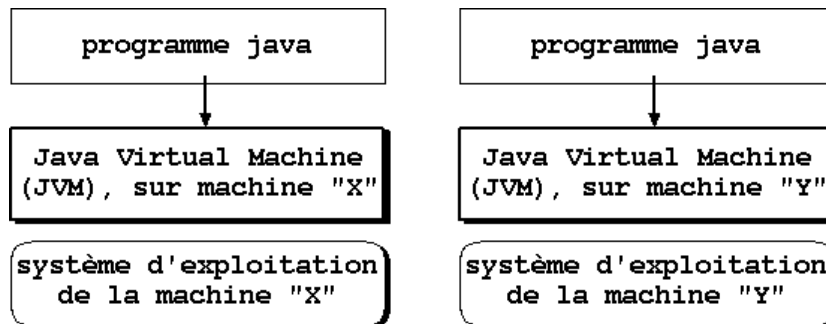 programme java
Java Virtual Machine
(JVM), sur machine "X"
système d'exploitation
de la machine "X"
programme java
Java Virtual Machine
(JVM), sur machine "Y"
système d'exploitation
de la machine "Y"